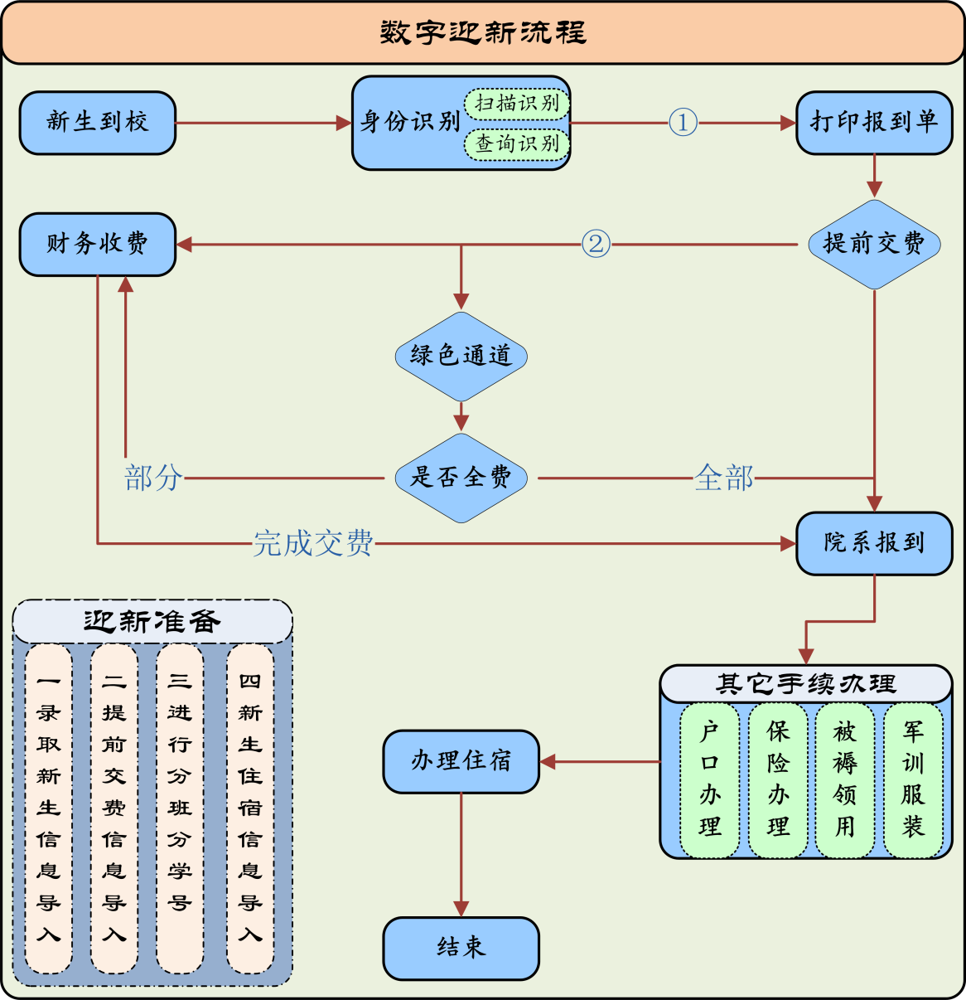 数字迎新流程
新生到校
身份识别
扫描识别
查询识别
①
打印报到单
财务收费
②
提前交费
绿色通道
部分
是否全费
全部
完成交费
院系报到
迎新准备
一录取新生信息导入
二提前交费信息导入
三进行分班分学号
四新生住宿信息导入
其它手续办理
户口办理
保险办理
被褥领用
军训服装
办理住宿
结束